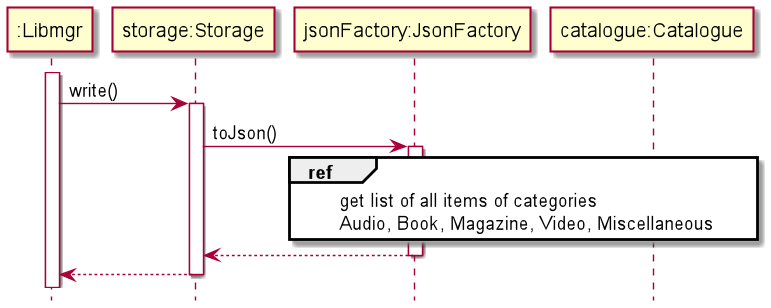 :Libmgr
storage:Storage
jsonFactory:JsonFactory
catalogue:Catalogue
write()
toJson()
ref
get list of all items of categories
Audio, Book, Magazine, Video, Miscellaneous